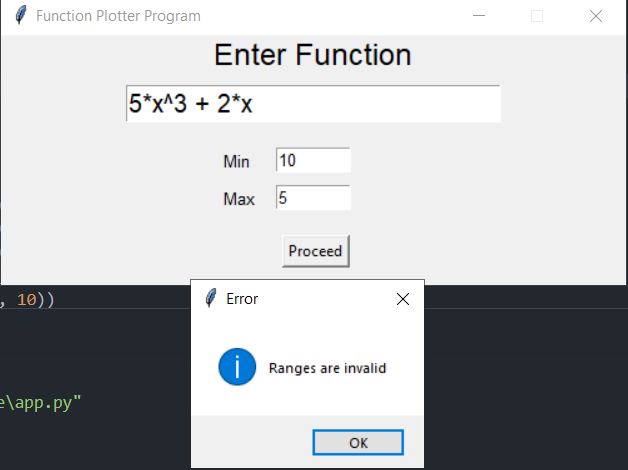 Function Plotter Program
Enter Function
5*x^3 + 2*x
Min 10
Max 5
Proceed
, 10))
Error
Ranges are invalid
e\app.py"
OK